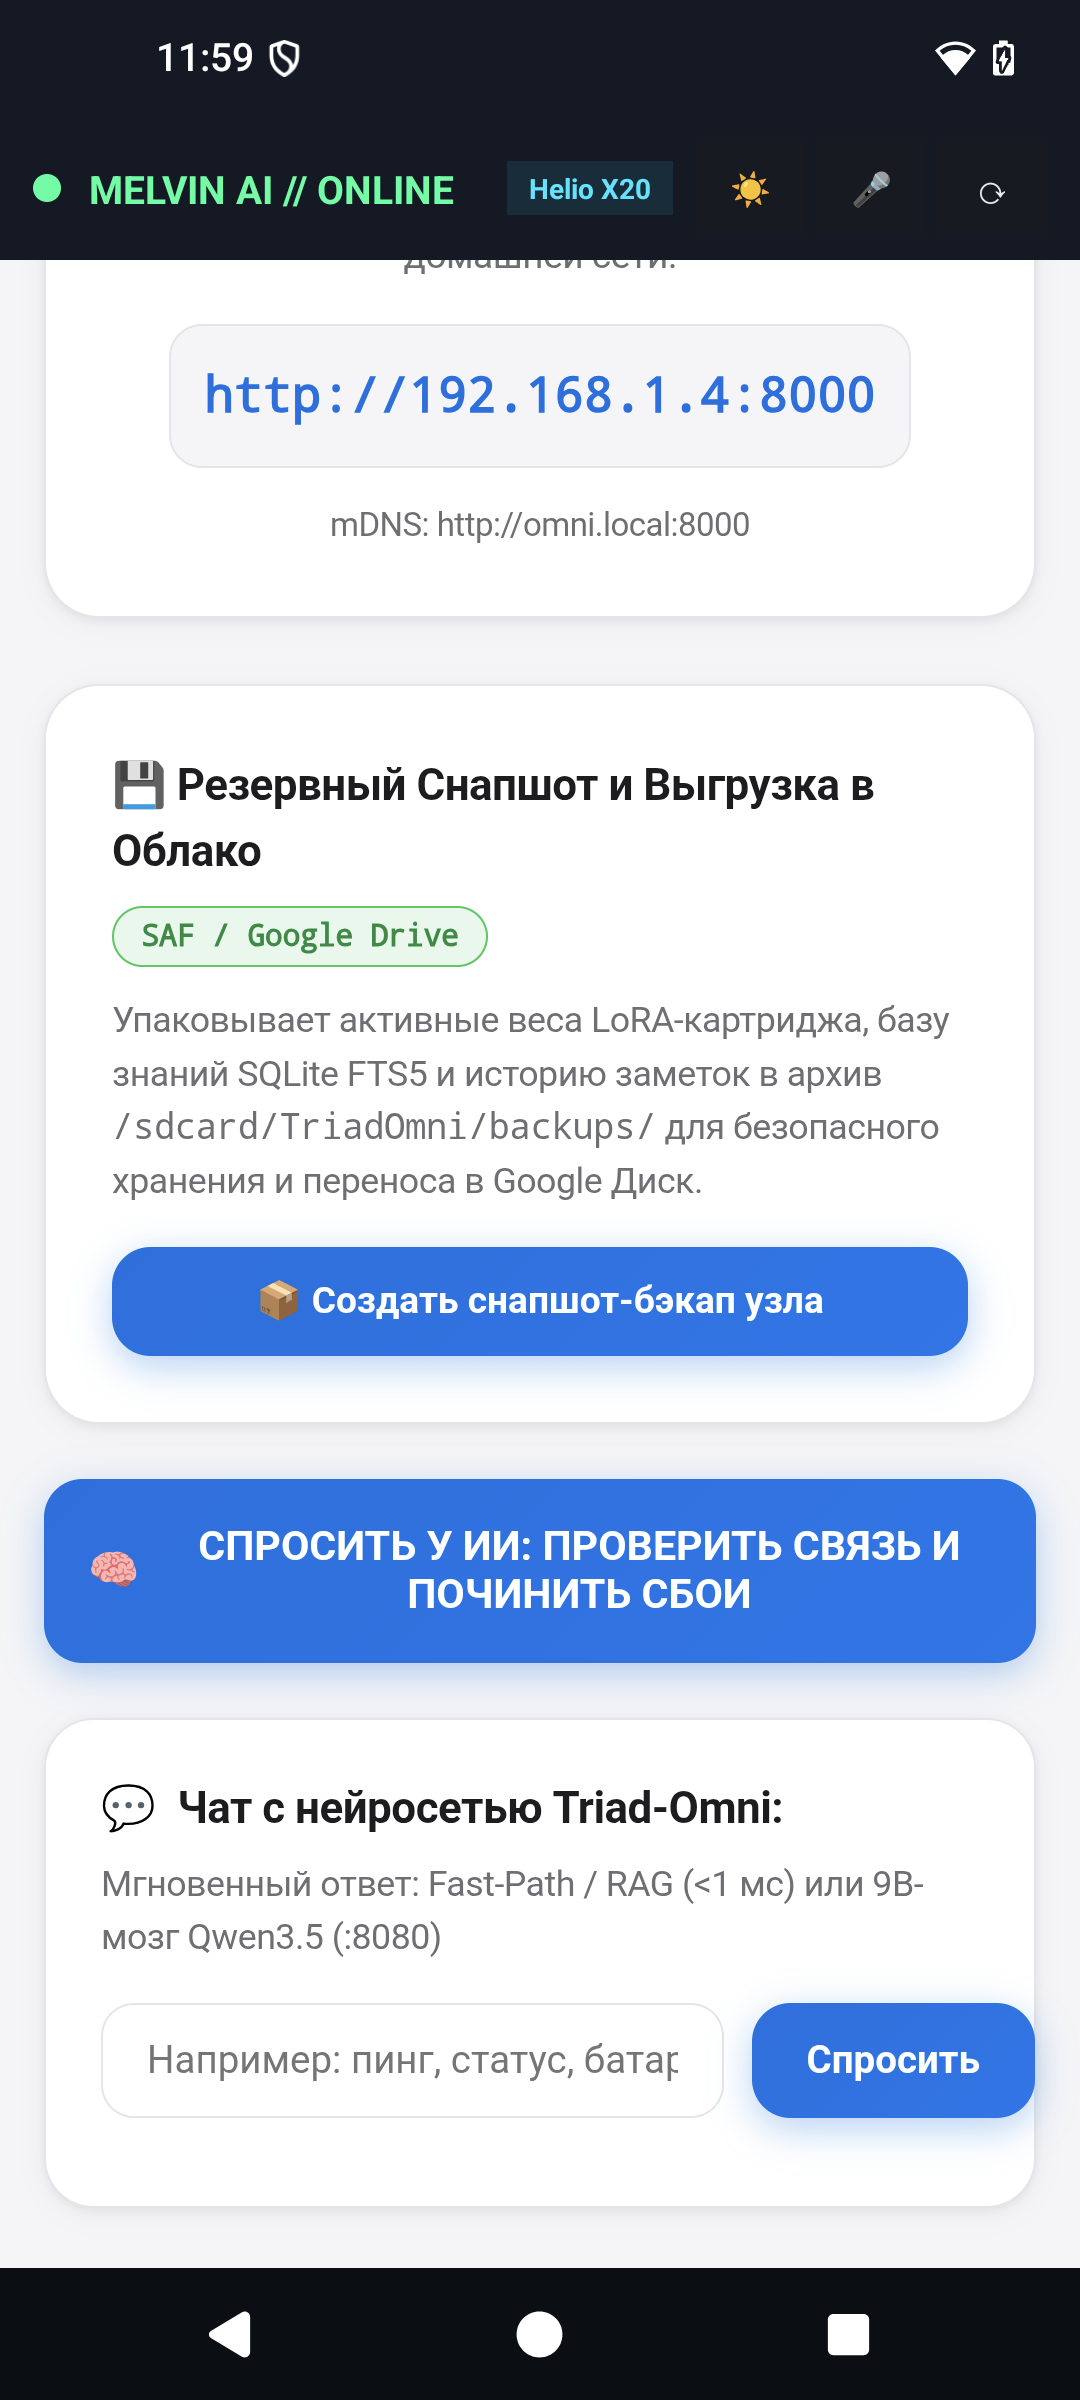 11:59
MELVIN AI // ONLINE
Helio X20
домашней сети.
http://192.168.1.4:8000
mDNS: http://omni.local:8000
💾 Резервный Снапшот и Выгрузка в
Облако
SAF / Google Drive
Упаковывает активные веса LoRA-картриджа, базу
знаний SQLite FTS5 и историю заметок в архив
/sdcard/TriadOmni/backups/ для безопасного
хранения и переноса в Google Диск.
📦 Создать снапшот-бэкап узла
🧠 СПРОСИТЬ У ИИ: ПРОВЕРИТЬ СВЯЗЬ И
ПОЧИНИТЬ СБОИ
💬 Чат с нейросетью Triad-Omni:
Мгновенный ответ: Fast-Path / RAG (<1 мс) или 9B-
мозг Qwen3.5 (:8080)
Например: пинг, статус, батар
Спросить